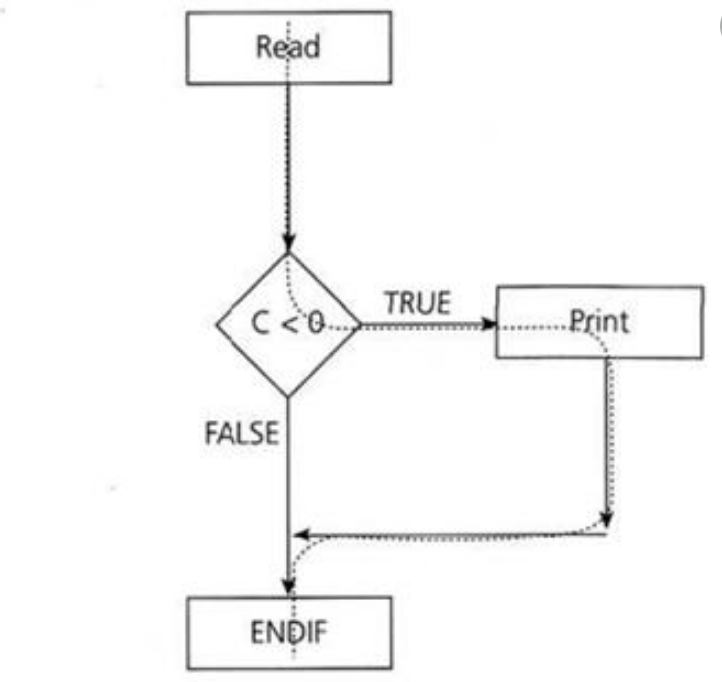 Read
C < 0
TRUE
Print
FALSE
ENDIF